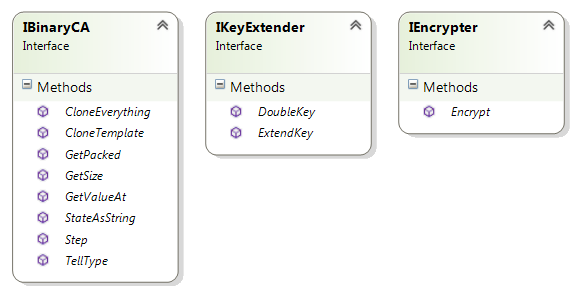 IBinaryCA
Interface
Methods
CloneEverything
CloneTemplate
GetPacked
GetSize
GetValueAt
StateAsString
Step
TellType
IKeyExtender
Interface
Methods
DoubleKey
ExtendKey
IEncrypter
Interface
Methods
Encrypt